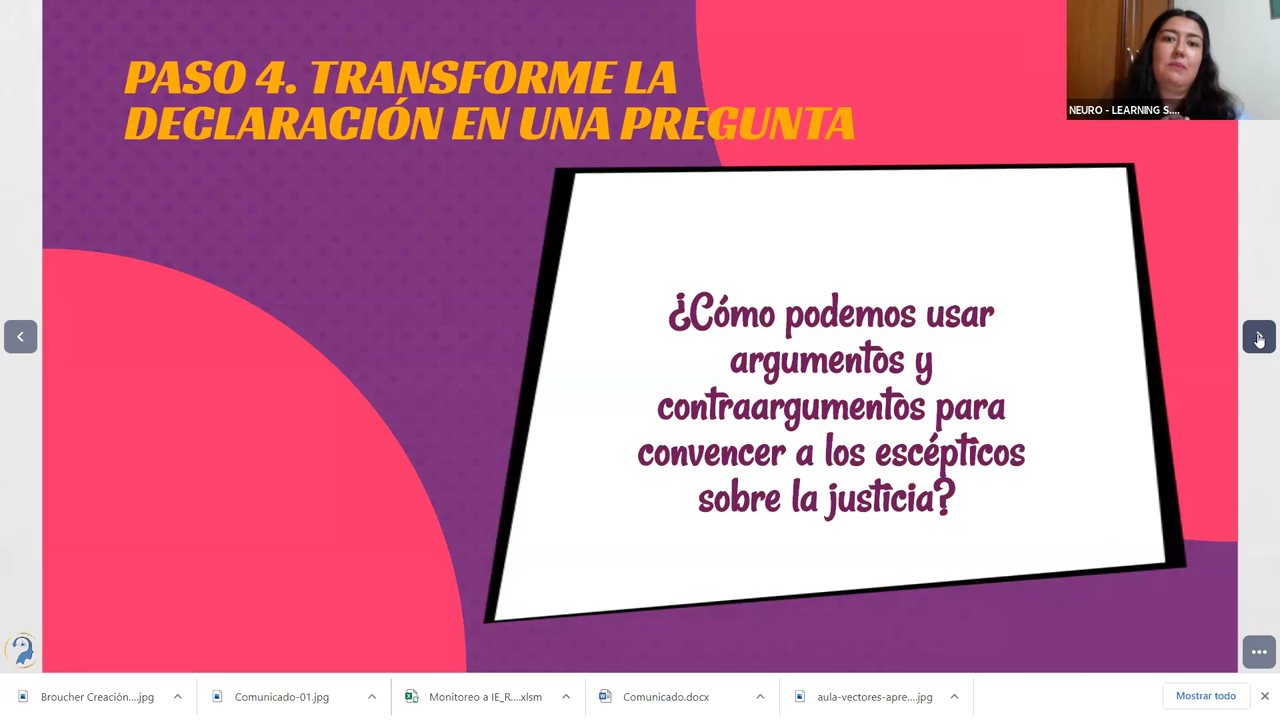 PASO 4. TRANSFORME LA
DECLARACIÓN EN UNA PREGUNTA
NEURO - LEARNING S....
¿Cómo podemos usar
argumentos y
contraargumentos para
convencer a los escépticos
sobre la justicia?
Broucher Creación....jpg
Comunicado-01.jpg
Monitoreo a IE_R....xlsm
Comunicado.docx
aula-vectores-apre....jpg
Mostrar todo